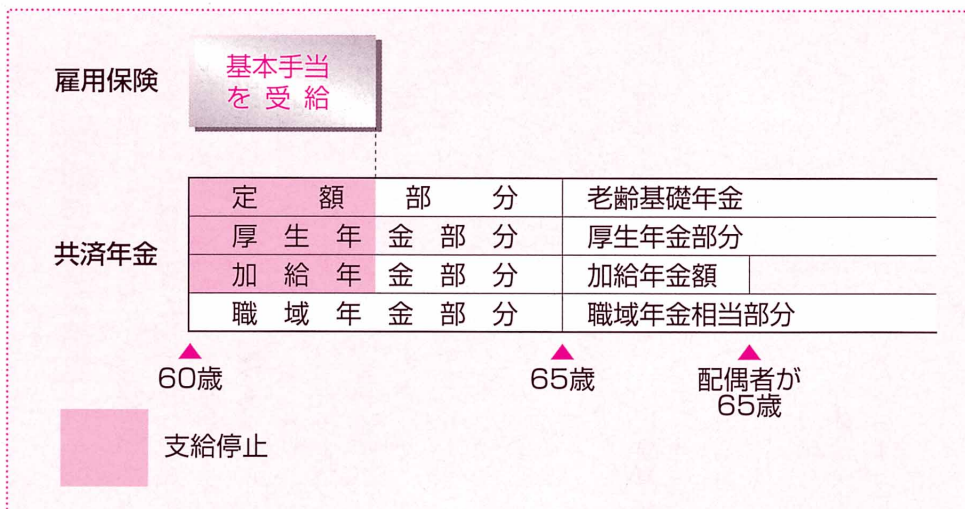 雇用保険
基本手当
を受給
共済年金
定額部分 老齢基礎年金
厚生年金部分 厚生年金部分
加給年金部分 加給年金額
職域年金部分 職域年金相当部分
60歳 65歳 配偶者が
65歳
支給停止